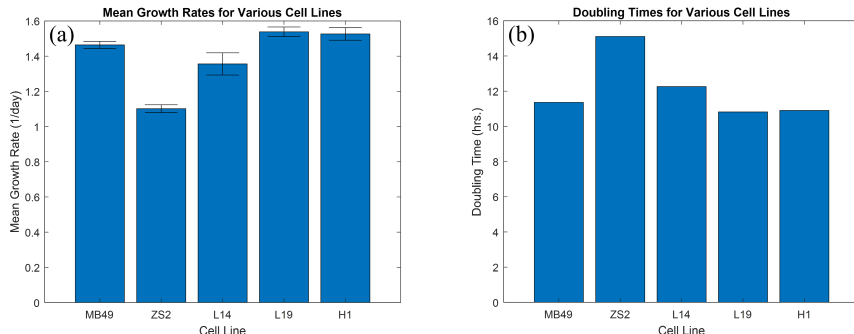 Mean Growth Rates for Various Cell Lines
(a)
1.6
1.4
1.2
1
0.8
0.6
0.4
0.2
0
Mean Growth Rate (1/day)
MB49 ZS2 L14 L19 H1
Cell Line
Doubling Times for Various Cell Lines
(b)
16
14
12
10
8
6
4
2
0
Doubling Time (hrs.)
MB49 ZS2 L14 L19 H1
Cell Line